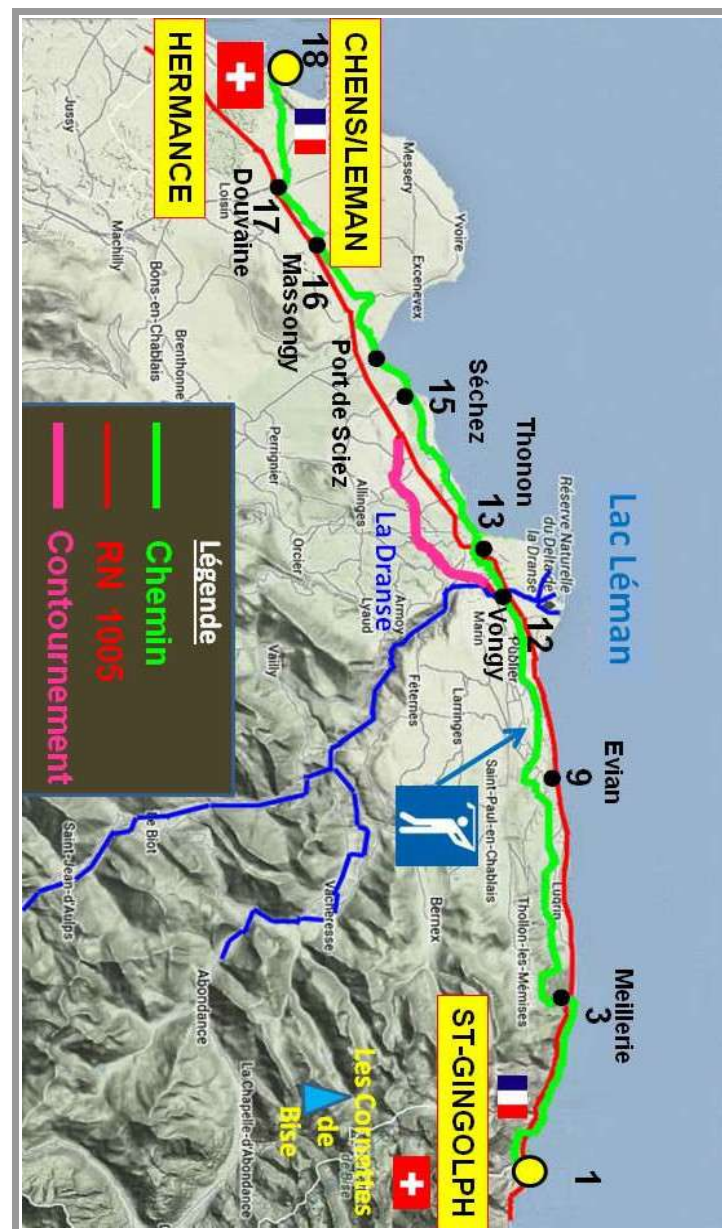 Lac Léman
CHENS/LEMAN
18
HERMANCE
17
Douvaine
16
Massongy
Port de Sciez
15
Séchez
Thonon
13
Réserve Naturelle
du Delta de
la Dranse
12
Vongy
Evian
9
Meillerie
3
ST-GINGOLPH
1
La Dranse
Les Cornettes
de
Bise
de Bise
Messery
Yvoire
Excenevex
Loisin
Jussy
Machilly
Bons-en-Chablais
Brenthonne
Perrignier
Allinges
Orcier
Armoy
Lyaud
Vailly
Marin
Publier
Larringes
Féternes
Saint-Paul-en-Chablais
Lugrin
Thollon-les-Mémises
Bernex
Vacheresse
Le Biot
Saint-Jean-d'Aulps
Abondance
La Chapelle-d'Abondance
Légende
Chemin
RN 1005
Contournement